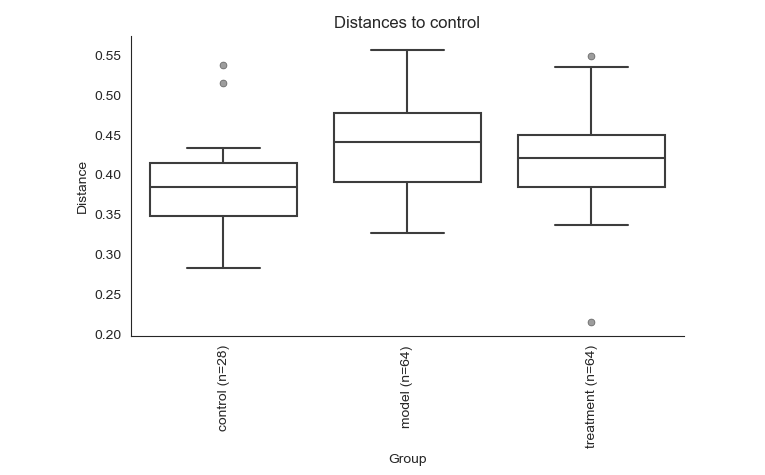 Distances to control
0.55
0.50
0.45
0.40
0.35
0.30
0.25
0.20
Distance
control (n=28)
model (n=64)
treatment (n=64)
Group